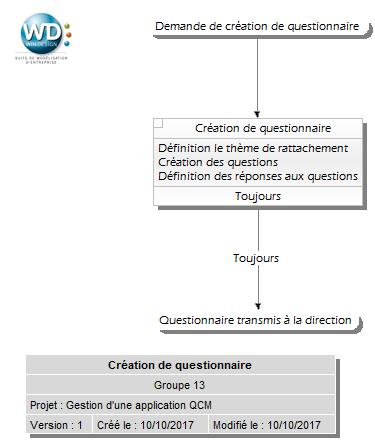 WD:
WINDESIGN
SUITE DE MODÉLISATION
D'ENTREPRISE
Demande de création de questionnaire
Création de questionnaire
Définition le thème de rattachement
Création des questions
Définition des réponses aux questions
Toujours
Toujours
Questionnaire transmis à la direction
Création de questionnaire
Groupe 13
Projet : Gestion d'une application QCM
Version : 1 Créé le : 10/10/2017 Modifié le : 10/10/2017